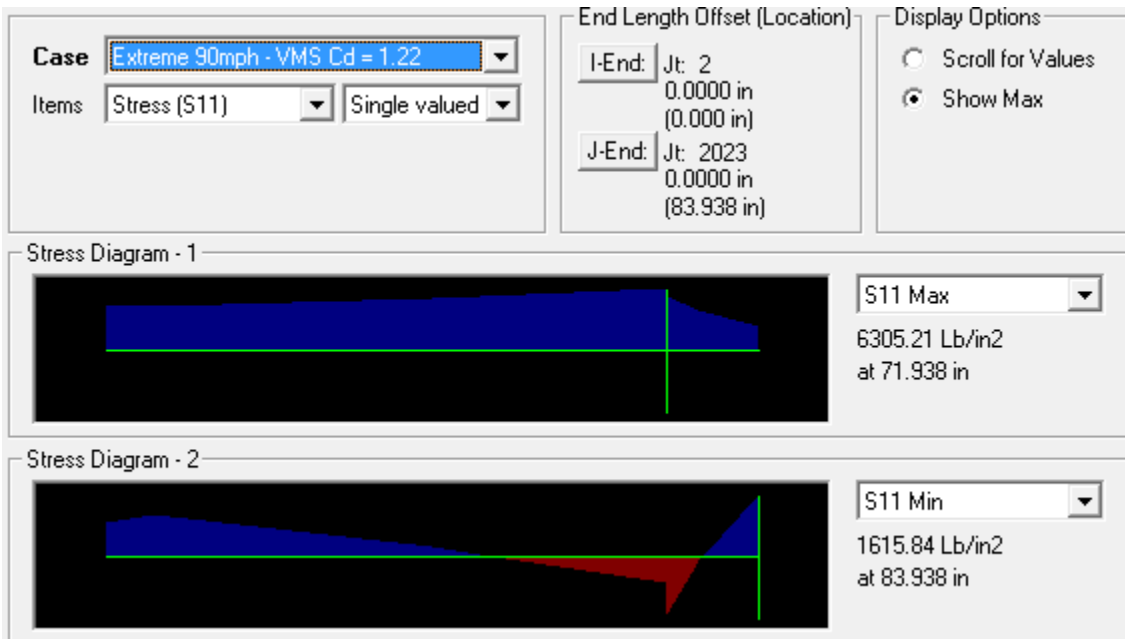 Case Extreme 90mph - VMS Cd = 1.22
Items Stress (S11) Single valued
End Length Offset (Location)
I-End: Jt: 2
0.0000 in
(0.000 in)
J-End: Jt: 2023
0.0000 in
(83.938 in)
Display Options
Scroll for Values
Show Max
Stress Diagram - 1
S11 Max
6305.21 Lb/in2
at 71.938 in
Stress Diagram - 2
S11 Min
1615.84 Lb/in2
at 83.938 in